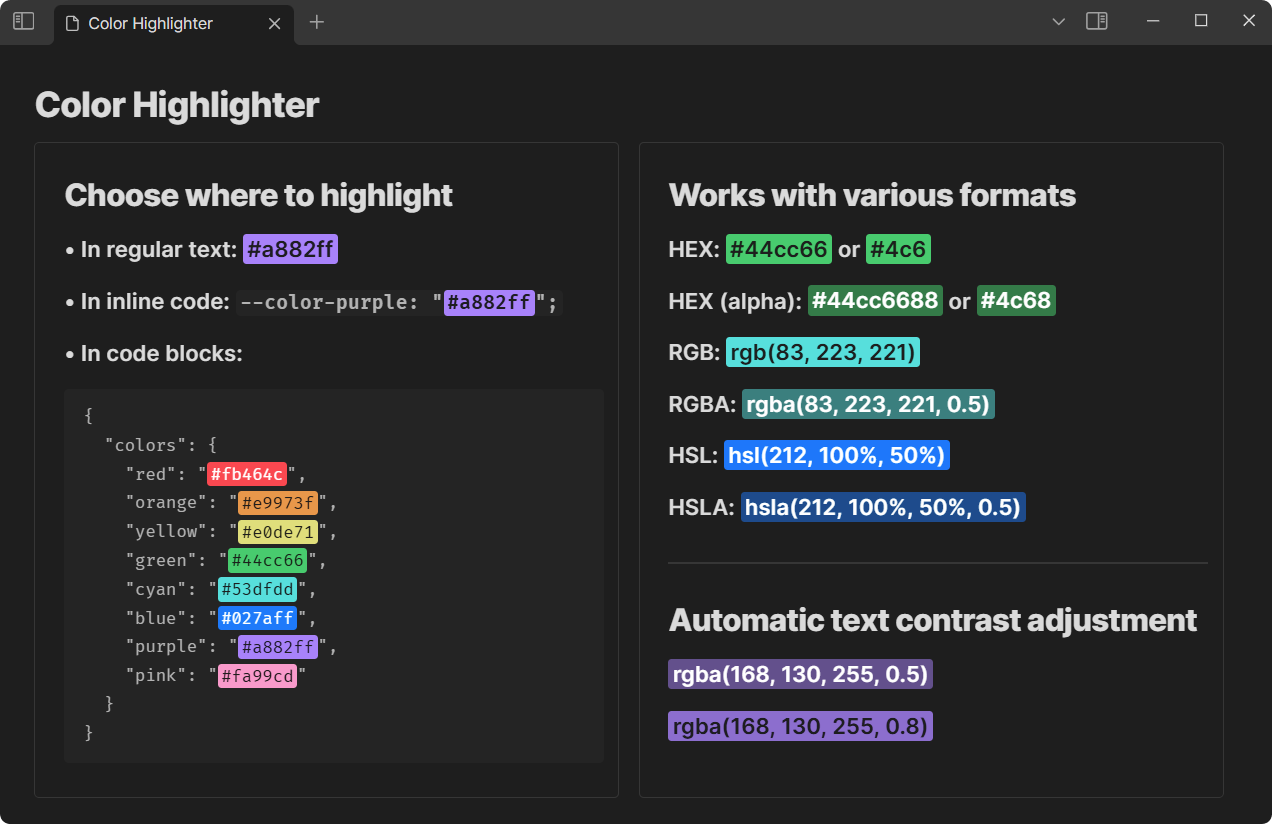 Color Highlighter
Color Highlighter
Choose where to highlight
• In regular text: #a882ff
• In inline code: --color-purple: "#a882ff";
• In code blocks:
{
"colors": {
"red": "#fb464c",
"orange": "#e9973f",
"yellow": "#e0de71",
"green": "#44cc66",
"cyan": "#53dfdd",
"blue": "#027aff",
"purple": "#a882ff",
"pink": "#fa99cd"
}
}
Works with various formats
HEX: #44cc66 or #4c6
HEX (alpha): #44cc6688 or #4c68
RGB: rgb(83, 223, 221)
RGBA: rgba(83, 223, 221, 0.5)
HSL: hsl(212, 100%, 50%)
HSLA: hsla(212, 100%, 50%, 0.5)
Automatic text contrast adjustment
rgba(168, 130, 255, 0.5)
rgba(168, 130, 255, 0.8)